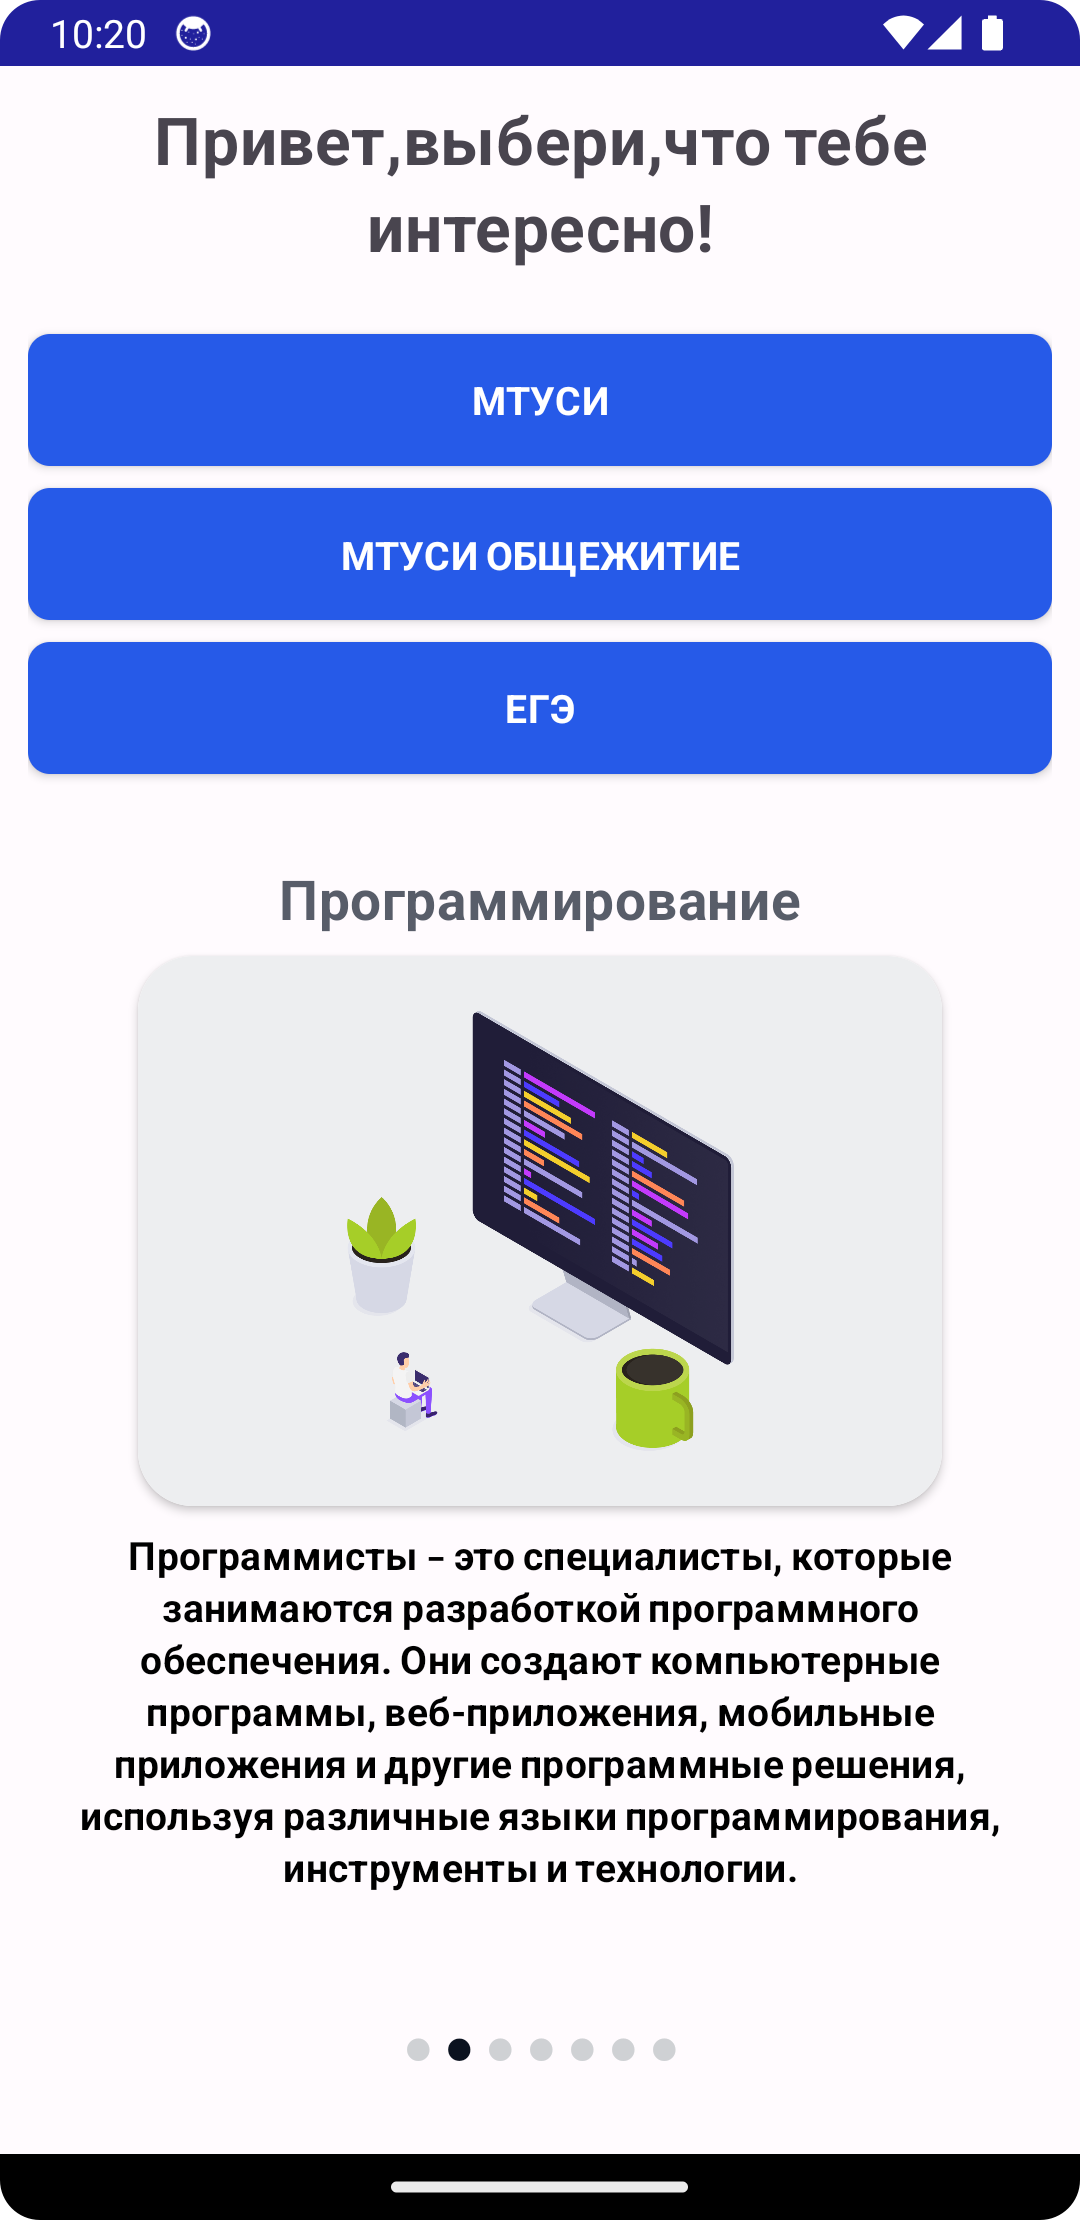 10:20
Привет,выбери,что тебе
интересно!
МТУСИ
МТУСИ ОБЩЕЖИТИЕ
ЕГЭ
Программирование
Программисты – это специалисты, которые
занимаются разработкой программного
обеспечения. Они создают компьютерные
программы, веб-приложения, мобильные
приложения и другие программные решения,
используя различные языки программирования,
инструменты и технологии.